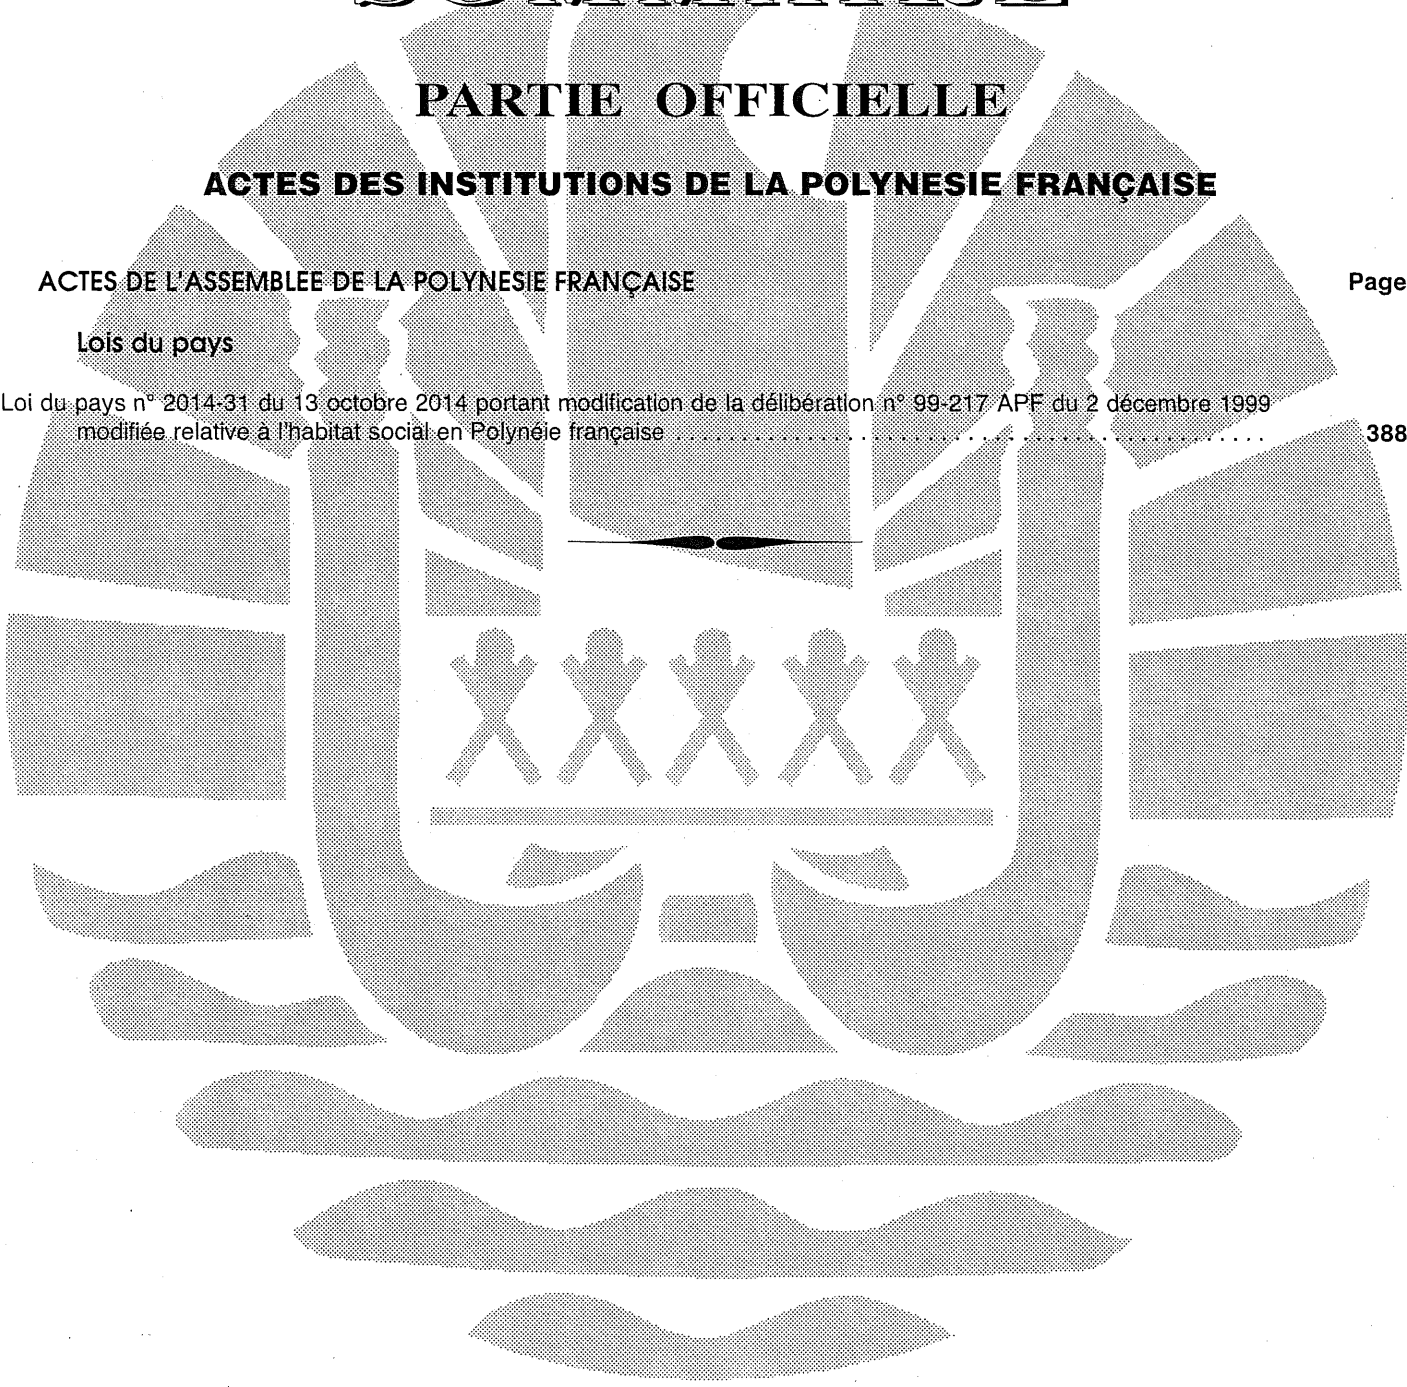 PARTIE OFFICIELLE
ACTES DES INSTITUTIONS DE LA POLYNESIE FRANÇAISE
ACTES DE L'ASSEMBLEE DE LA POLYNESIE FRANÇAISE Page
Lois du pays
Loi du pays n° 2014-31 du 13 octobre 2014 portant modification de la délibération n° 99-217 APF du 2 décembre 1999
modifiée relative à l'habitat social en Polynéie française ........................................ 388